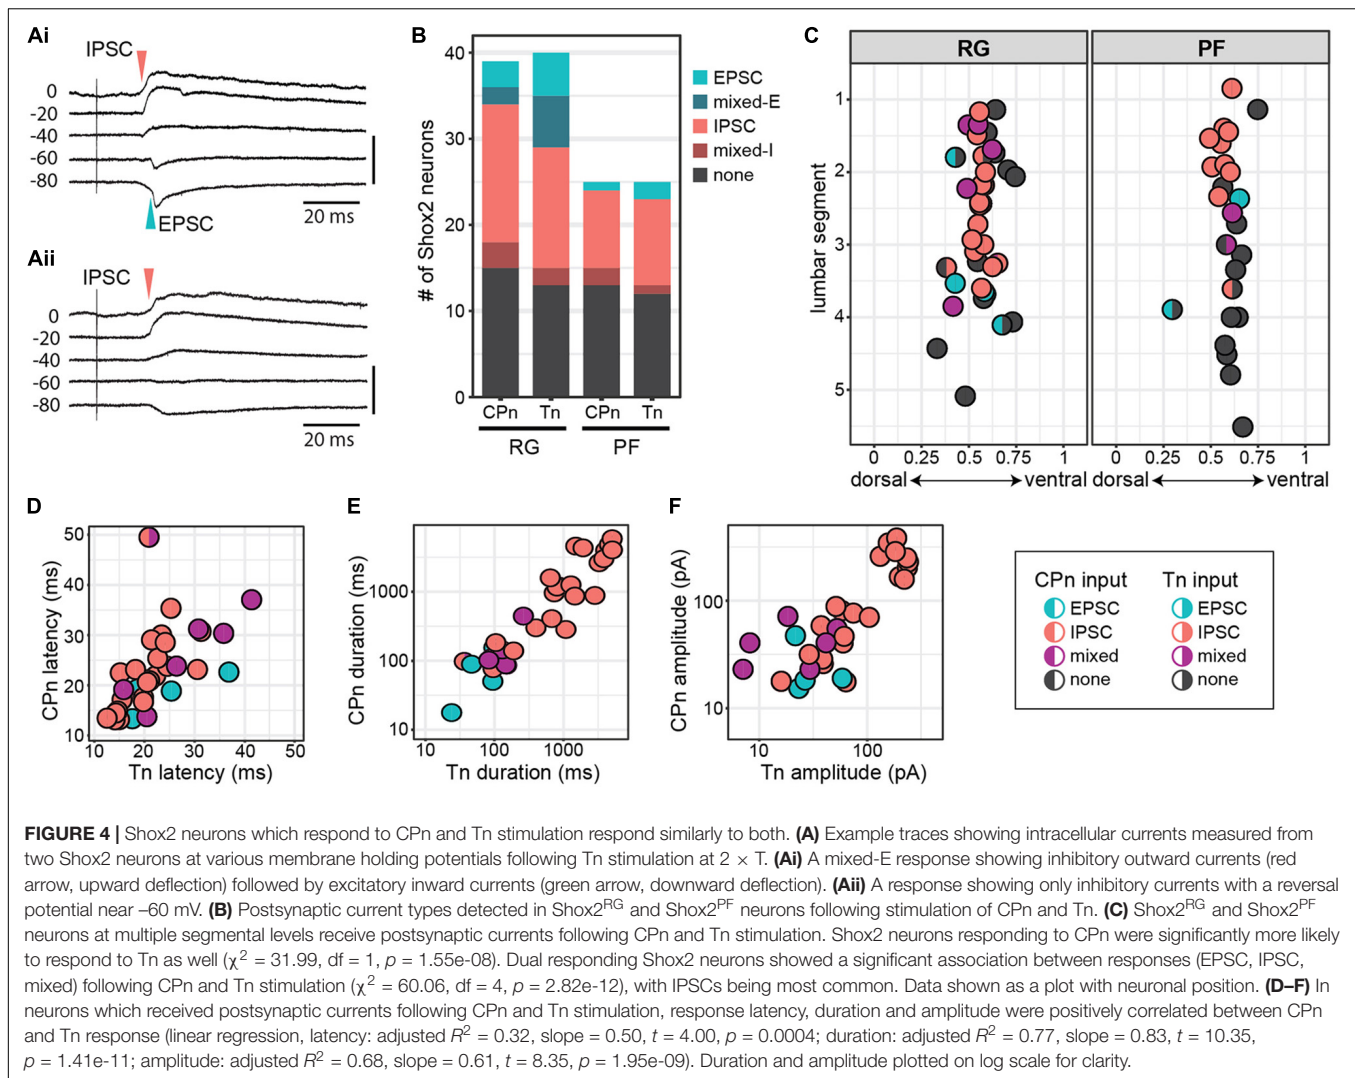 Ai
IPSC
0
-20
-40
-60
-80
EPSC
20 ms
Aii
IPSC
0
-20
-40
-60
-80
20 ms
B
# of Shox2 neurons
40
30
20
10
0
CPn Tn CPn Tn
RG PF
EPSC
mixed-E
IPSC
mixed-I
none
C
RG PF
lumbar segment
1
2
3
4
5
0 0.25 0.5 0.75 1 0 0.25 0.5 0.75 1
dorsal ventral dorsal ventral
D
CPn latency (ms)
50
40
30
20
10
10 20 30 40 50
Tn latency (ms)
E
CPn duration (ms)
1000
100
10
10 100 1000
Tn duration (ms)
F
CPn amplitude (pA)
100
10
10 100
Tn amplitude (pA)
CPn input Tn input
EPSC EPSC
IPSC IPSC
mixed mixed
none none
FIGURE 4 | Shox2 neurons which respond to CPn and Tn stimulation respond similarly to both. (A) Example traces showing intracellular currents measured from
two Shox2 neurons at various membrane holding potentials following Tn stimulation at 2 × T. (Ai) A mixed-E response showing inhibitory outward currents (red
arrow, upward deflection) followed by excitatory inward currents (green arrow, downward deflection). (Aii) A response showing only inhibitory currents with a reversal
potential near –60 mV. (B) Postsynaptic current types detected in Shox2RG and Shox2PF neurons following stimulation of CPn and Tn. (C) Shox2RG and Shox2PF
neurons at multiple segmental levels receive postsynaptic currents following CPn and Tn stimulation. Shox2 neurons responding to CPn were significantly more likely
to respond to Tn as well (χ2 = 31.99, df = 1, p = 1.55e-08). Dual responding Shox2 neurons showed a significant association between responses (EPSC, IPSC,
mixed) following CPn and Tn stimulation (χ2 = 60.06, df = 4, p = 2.82e-12), with IPSCs being most common. Data shown as a plot with neuronal position. (D–F) In
neurons which received postsynaptic currents following CPn and Tn stimulation, response latency, duration and amplitude were positively correlated between CPn
and Tn response (linear regression, latency: adjusted R2 = 0.32, slope = 0.50, t = 4.00, p = 0.0004; duration: adjusted R2 = 0.77, slope = 0.83, t = 10.35,
p = 1.41e-11; amplitude: adjusted R2 = 0.68, slope = 0.61, t = 8.35, p = 1.95e-09). Duration and amplitude plotted on log scale for clarity.